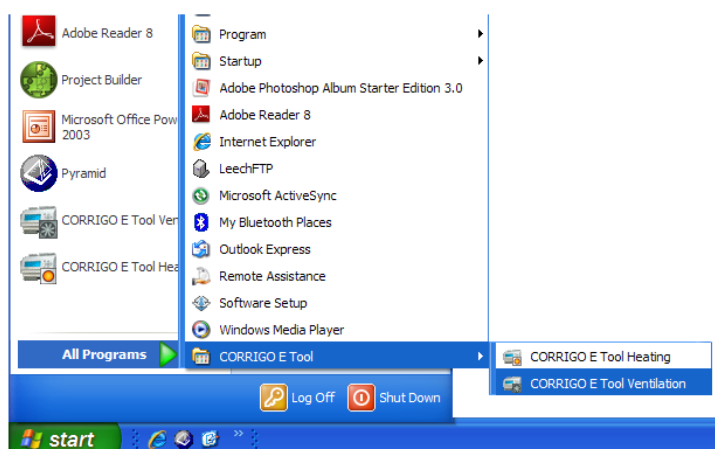 Adobe Reader 8
Project Builder
Microsoft Office Pow
2003
Pyramid
CORRIGO E Tool Ven
CORRIGO E Tool Hea
All Programs
Program
Startup
Adobe Photoshop Album Starter Edition 3.0
Adobe Reader 8
Internet Explorer
LeechFTP
Microsoft ActiveSync
My Bluetooth Places
Outlook Express
Remote Assistance
Software Setup
Windows Media Player
CORRIGO E Tool
CORRIGO E Tool Heating
CORRIGO E Tool Ventilation
Log Off
Shut Down
start